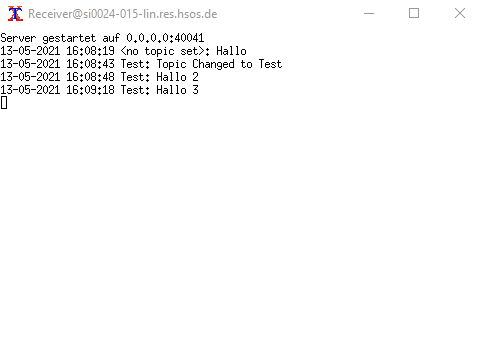 Receiver@si0024-015-lin.res.hsos.de
Server gestartet auf 0.0.0.0:40041
13-05-2021 16:08:19 <no topic set>: Hallo
13-05-2021 16:08:43 Test: Topic Changed to Test
13-05-2021 16:08:48 Test: Hallo 2
13-05-2021 16:09:18 Test: Hallo 3